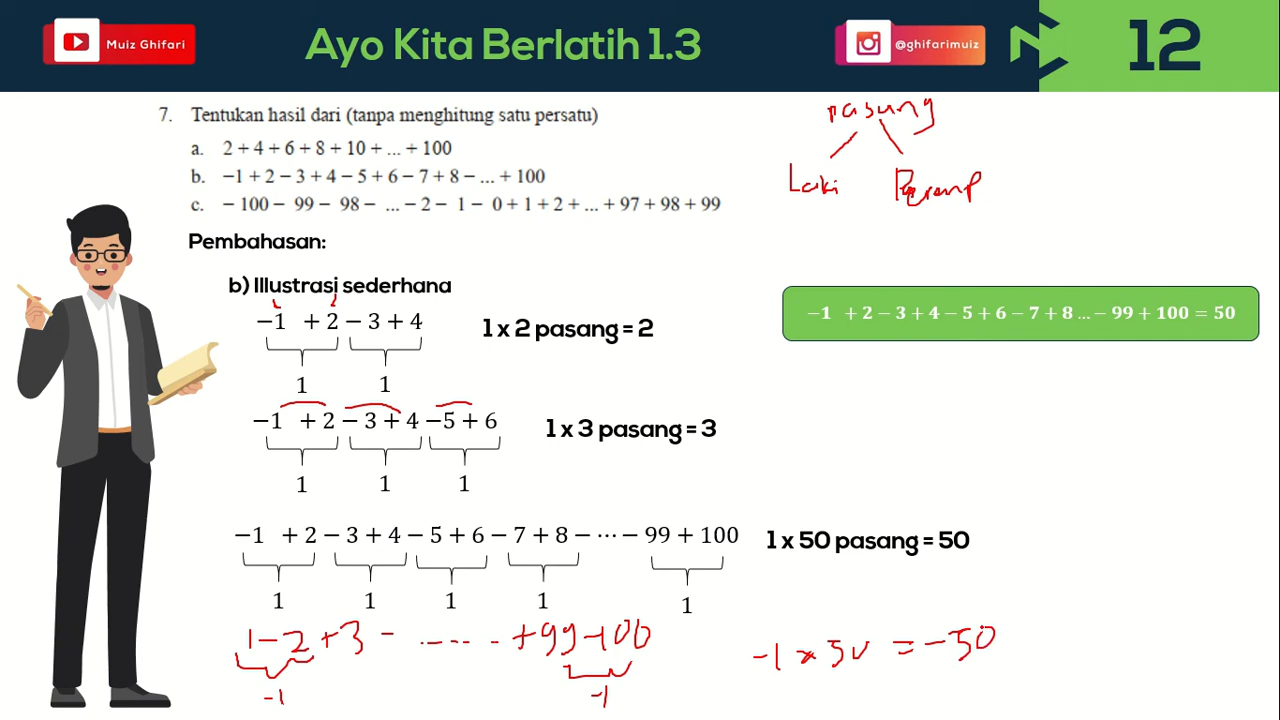 Muiz Ghifari
Ayo Kita Berlatih 1.3
@ghifarimuiz
12
7. Tentukan hasil dari (tanpa menghitung satu persatu)
a. 2 + 4 + 6 + 8 + 10 + ... + 100
b. −1 + 2 − 3 + 4 − 5 + 6 − 7 + 8 − ... + 100
c. − 100 − 99 − 98 − ... − 2 − 1 − 0 + 1 + 2 + ... + 97 + 98 + 99
pasung
Laki Peremp
Pembahasan:
b) Illustrasi sederhana
1 2
−1 + 2 − 3 + 4
1 1
1 x 2 pasang = 2
−1 + 2 − 3 + 4 − 5 + 6 − 7 + 8 ... − 99 + 100 = 50
−1 + 2 − 3 + 4 − 5 + 6
1 1 1
1 x 3 pasang = 3
−1 + 2 − 3 + 4 − 5 + 6 − 7 + 8 − ⋯ − 99 + 100
1 1 1 1 1
1 x 50 pasang = 50
1 − 2 + 3 − ..... + 99 − 100
-1 -1
-1 × 50 = -50